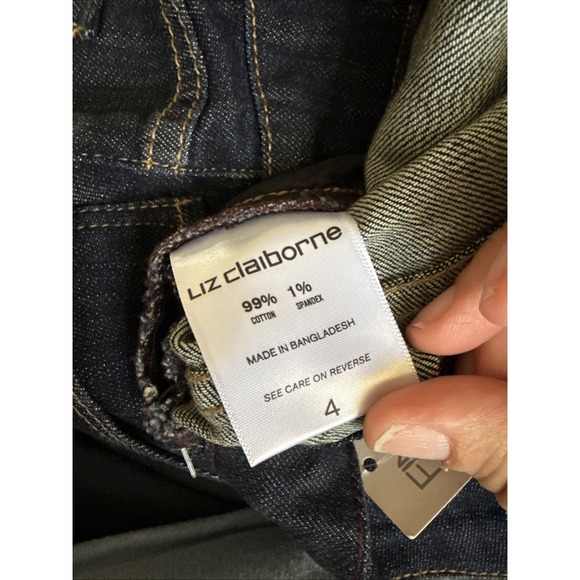 LIZ claiborne
99% 1%
COTTON SPANDEX
MADE IN BANGLADESH
SEE CARE ON REVERSE
4